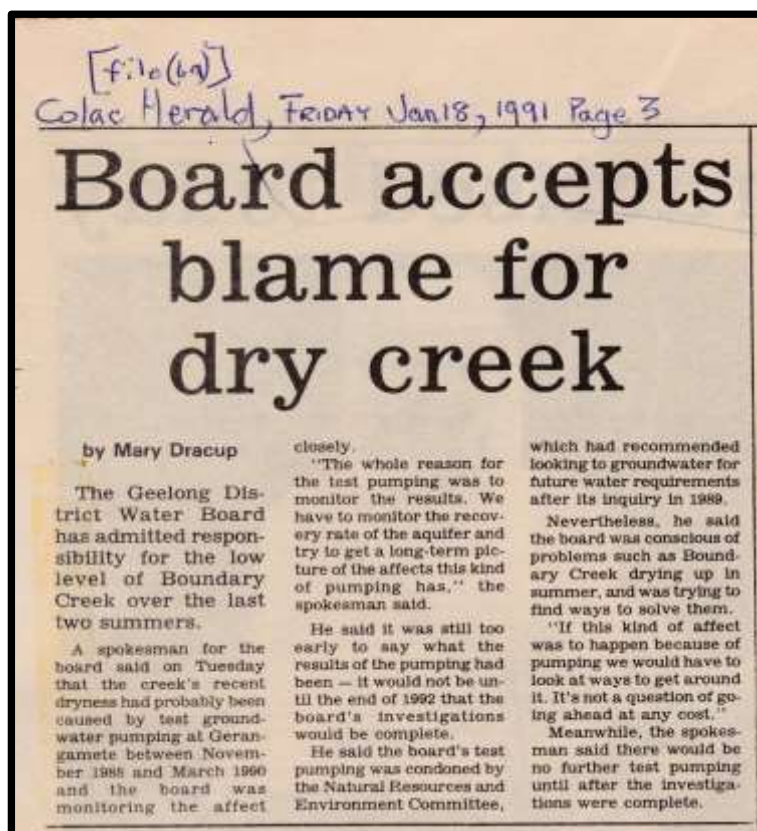 [file(69)]
Colac Herald, FRIDAY Jan 18, 1991 Page 3
Board accepts
blame for
dry creek
by Mary Dracup
The Geelong Dis-
trict Water Board
has admitted respon-
sibility for the low
level of Boundary
Creek over the last
two summers.
A spokesman for the
board said on Tuesday
that the creek's recent
dryness had probably been
caused by test ground-
water pumping at Geran-
gamete between Novem-
ber 1988 and March 1990
and the board was
monitoring the affect
closely.
"The whole reason for
the test pumping was to
monitor the results. We
have to monitor the recov-
ery rate of the aquifer and
try to get a long-term pic-
ture of the affects this kind
of pumping has," the
spokesman said.
He said it was still too
early to say what the
results of the pumping had
been — it would not be un-
til the end of 1992 that the
board's investigations
would be complete.
He said the board's test
pumping was condoned by
the Natural Resources and
Environment Committee,
which had recommended
looking to groundwater for
future water requirements
after its inquiry in 1989.
Nevertheless, he said
the board was conscious of
problems such as Bound-
ary Creek drying up in
summer, and was trying to
find ways to solve them.
"If this kind of affect
was to happen because of
pumping we would have to
look at ways to get around
it. It's not a question of go-
ing ahead at any cost."
Meanwhile, the spokes-
man said there would be
no further test pumping
until after the investiga-
tions were complete.